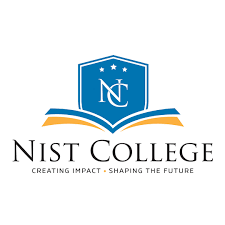 NC
NIST COLLEGE
CREATING IMPACT • SHAPING THE FUTURE